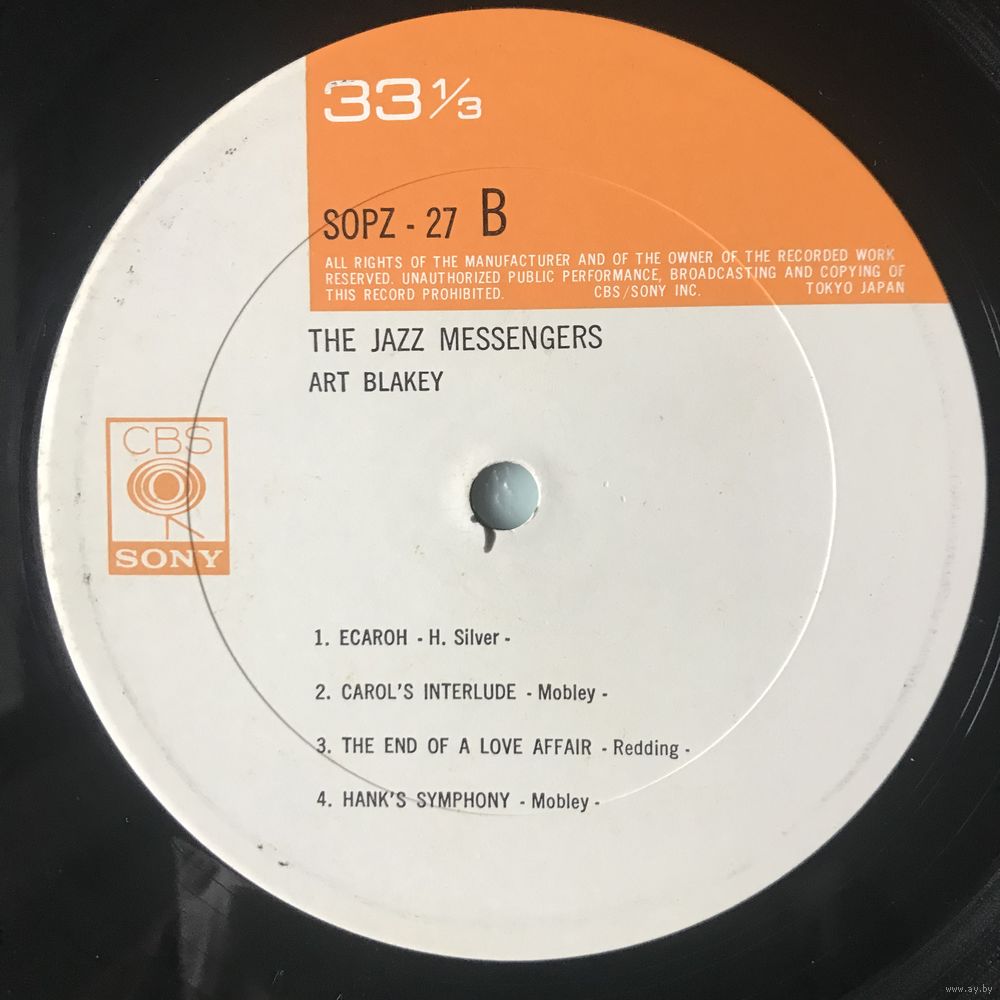 33 1/3
SOPZ - 27 B
ALL RIGHTS OF THE MANUFACTURER AND OF THE OWNER OF THE RECORDED WORK
RESERVED. UNAUTHORIZED PUBLIC PERFORMANCE, BROADCASTING AND COPYING OF
THIS RECORD PROHIBITED. CBS/SONY INC. TOKYO JAPAN
THE JAZZ MESSENGERS
ART BLAKEY
CBS
SONY
1. ECAROH - H. Silver -
2. CAROL'S INTERLUDE - Mobley -
3. THE END OF A LOVE AFFAIR - Redding -
4. HANK'S SYMPHONY - Mobley -
www.ay.by